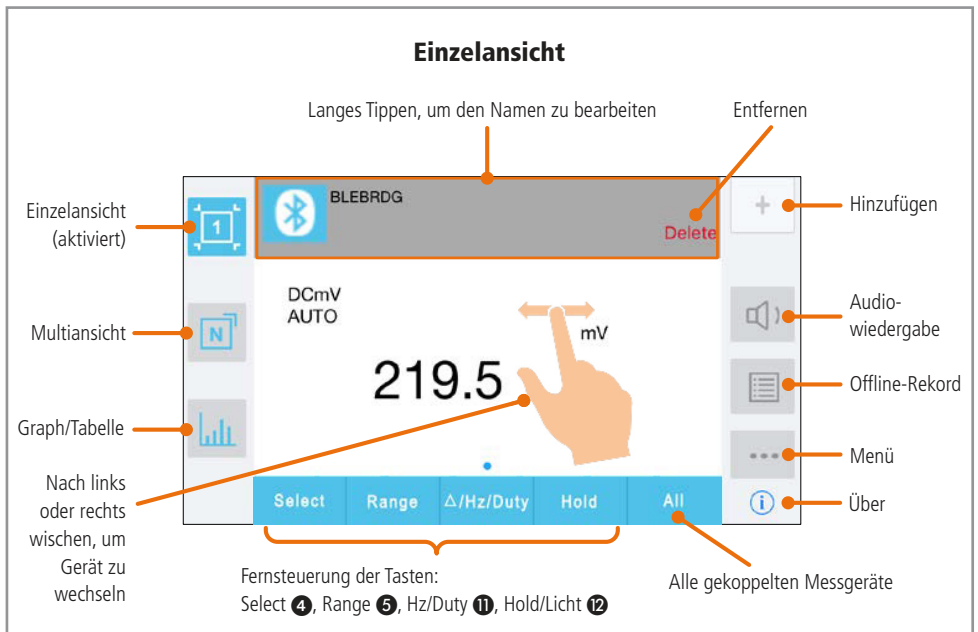 Einzelansicht
Langes Tippen, um den Namen zu bearbeiten
Entfernen
Einzelansicht
(aktiviert)
1
BLEBRDG
Delete
+
Hinzufügen
Multiansicht
N
DCmV
AUTO
mV
219.5
Audio-
wiedergabe
Offline-Rekord
Graph/Tabelle
Menü
Nach links
oder rechts
wischen, um
Gerät zu
wechseln
Select
Range
△/Hz/Duty
Hold
All
i
Über
Fernsteuerung der Tasten:
Select ❹, Range ❺, Hz/Duty ⓫, Hold/Licht ⓬
Alle gekoppelten Messgeräte